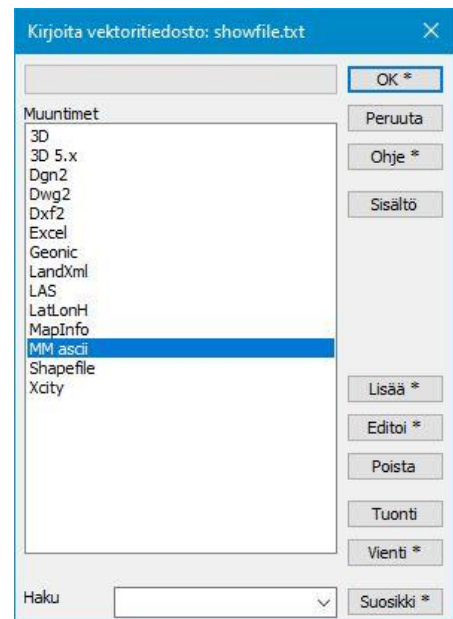 Kirjoita vektoritiedosto: showfile.txt
OK *
Muuntimet
Peruuta
3D
3D 5.x
Ohje *
Dgn2
Dwg2
Sisältö
Dxf2
Excel
Geonic
LandXml
LAS
LatLonH
MapInfo
MM ascii
Shapefile
Xcity
Lisää *
Editoi *
Poista
Tuonti
Vienti *
Haku
Suosikki *